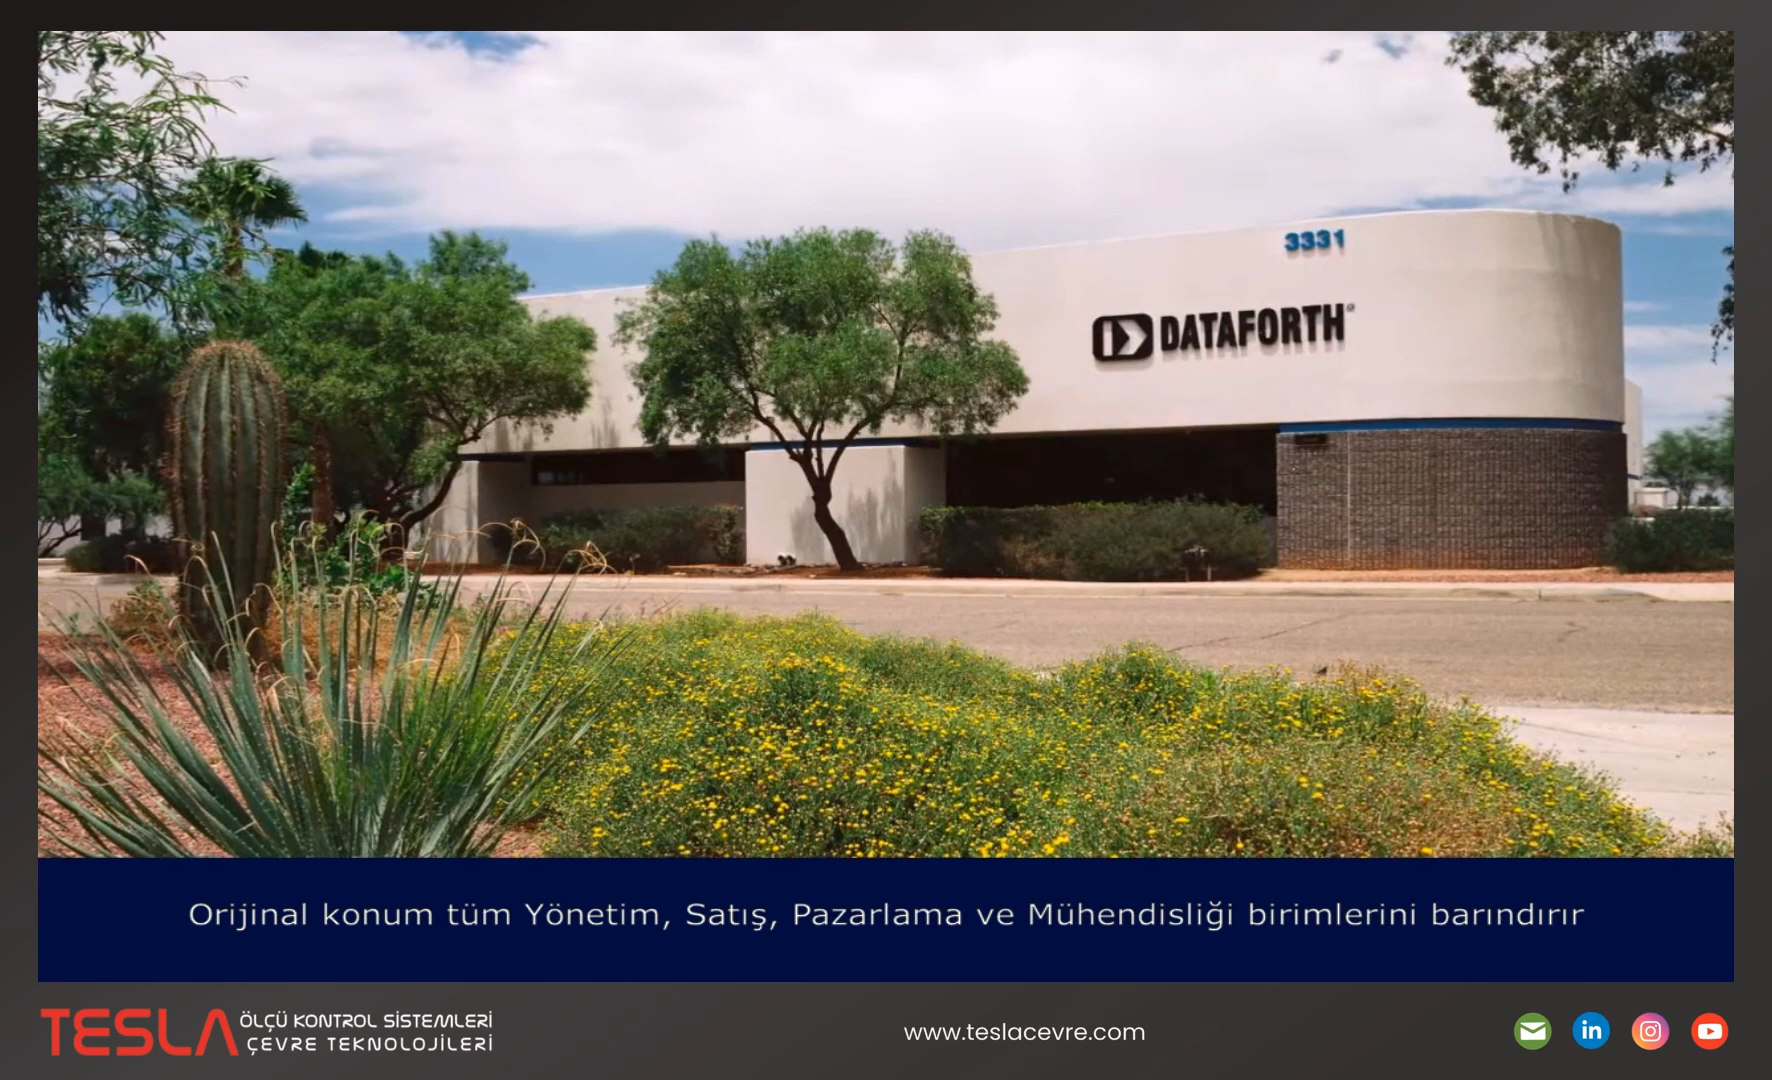 3331
DATAFORTH®
Orijinal konum tüm Yönetim, Satış, Pazarlama ve Mühendisliği birimlerini barındırır
TESLA ÖLÇÜ KONTROL SİSTEMLERİ
ÇEVRE TEKNOLOJİLERİ
www.teslacevre.com
in